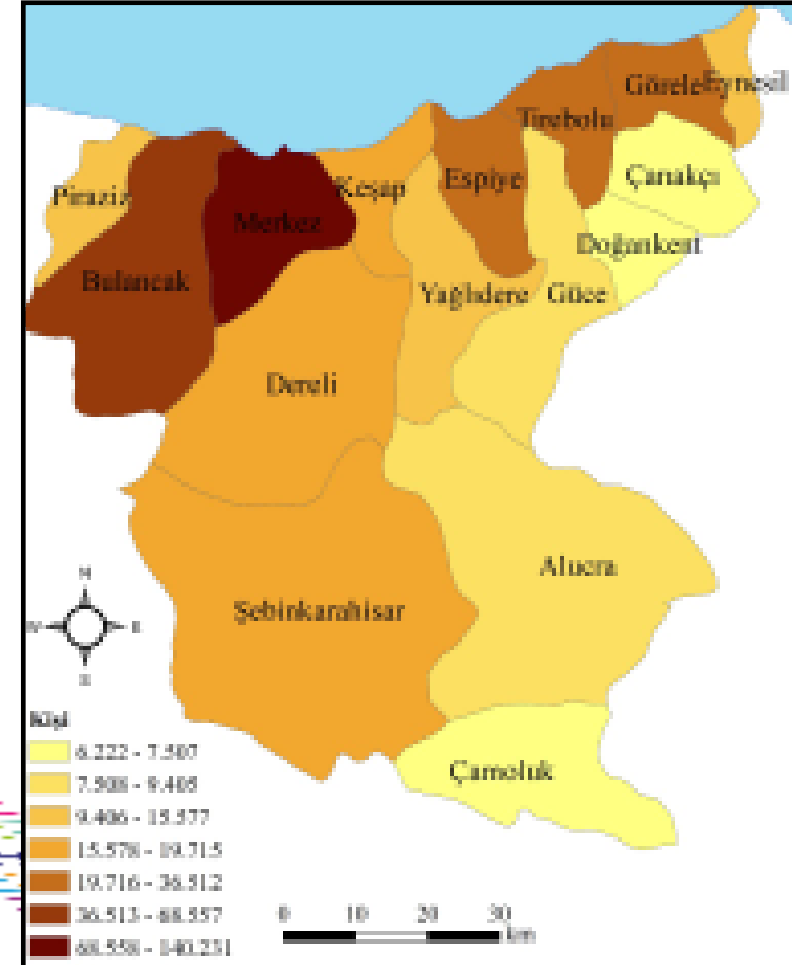 Görele
Eynesil
Tirebolu
Çanakçı
Espiye
Keşap
Piraziz
Merkez
Doğankent
Bulancak
Yağlıdere
Güce
Dereli
Alucra
N
W
E
S
Şebinkarahisar
Kişi
6.222 - 7.507
7.508 - 9.405
9.406 - 15.577
15.578 - 19.715
19.716 - 36.512
36.513 - 68.557
68.558 - 140.231
Çamoluk
0 10 20 30
km